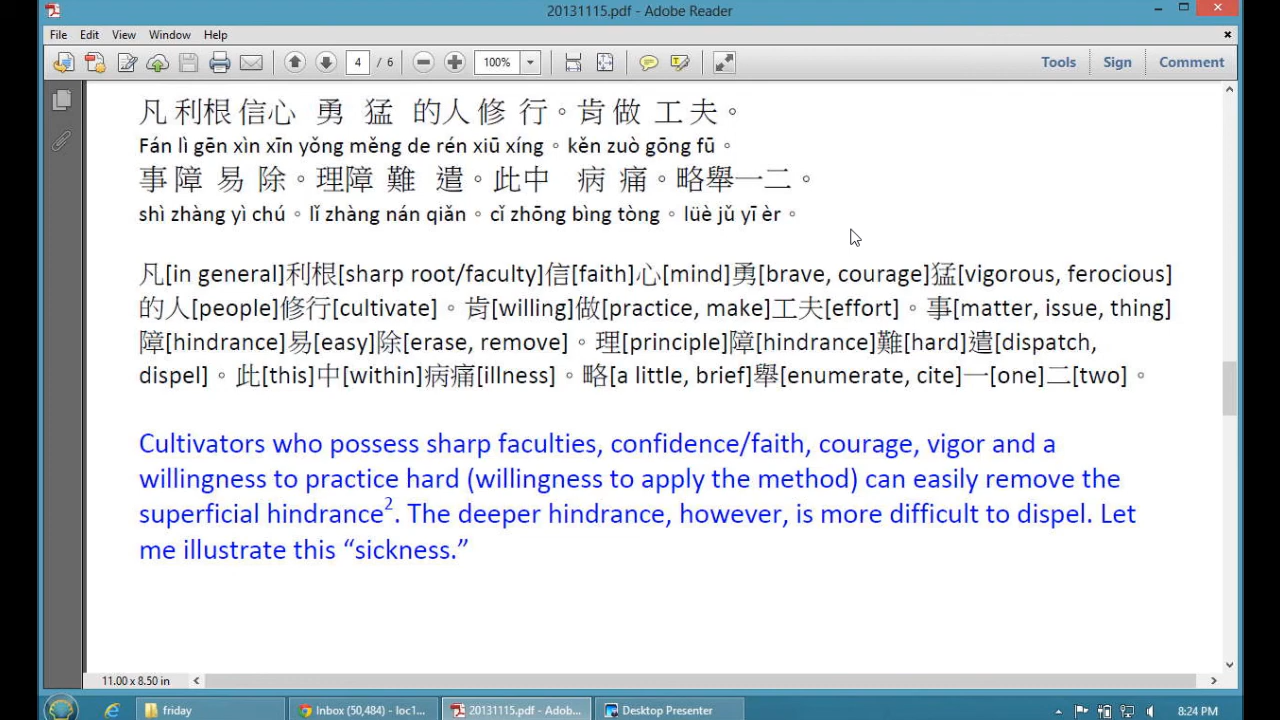 20131115.pdf - Adobe Reader
File Edit View Window Help
4 / 6 100% Tools Sign Comment
凡利根信心勇猛的人修行。肯做工夫。
Fán lì gēn xìn xīn yǒng měng de rén xiū xíng。kěn zuò gōng fū。
事障易除。理障難遣。此中病痛。略舉一二。
shì zhàng yì chú。lǐ zhàng nán qiǎn。cǐ zhōng bìng tòng。lüè jǔ yī èr。
凡[in general]利根[sharp root/faculty]信[faith]心[mind]勇[brave, courage]猛[vigorous, ferocious]
的人[people]修行[cultivate]。肯[willing]做[practice, make]工夫[effort]。事[matter, issue, thing]
障[hindrance]易[easy]除[erase, remove]。理[principle]障[hindrance]難[hard]遣[dispatch,
dispel]。此[this]中[within]病痛[illness]。略[a little, brief]舉[enumerate, cite]一[one]二[two]。
Cultivators who possess sharp faculties, confidence/faith, courage, vigor and a
willingness to practice hard (willingness to apply the method) can easily remove the
superficial hindrance2. The deeper hindrance, however, is more difficult to dispel. Let
me illustrate this “sickness.”
11.00 x 8.50 in
friday Inbox (50,484) - loc1... 20131115.pdf - Adob... Desktop Presenter 8:24 PM